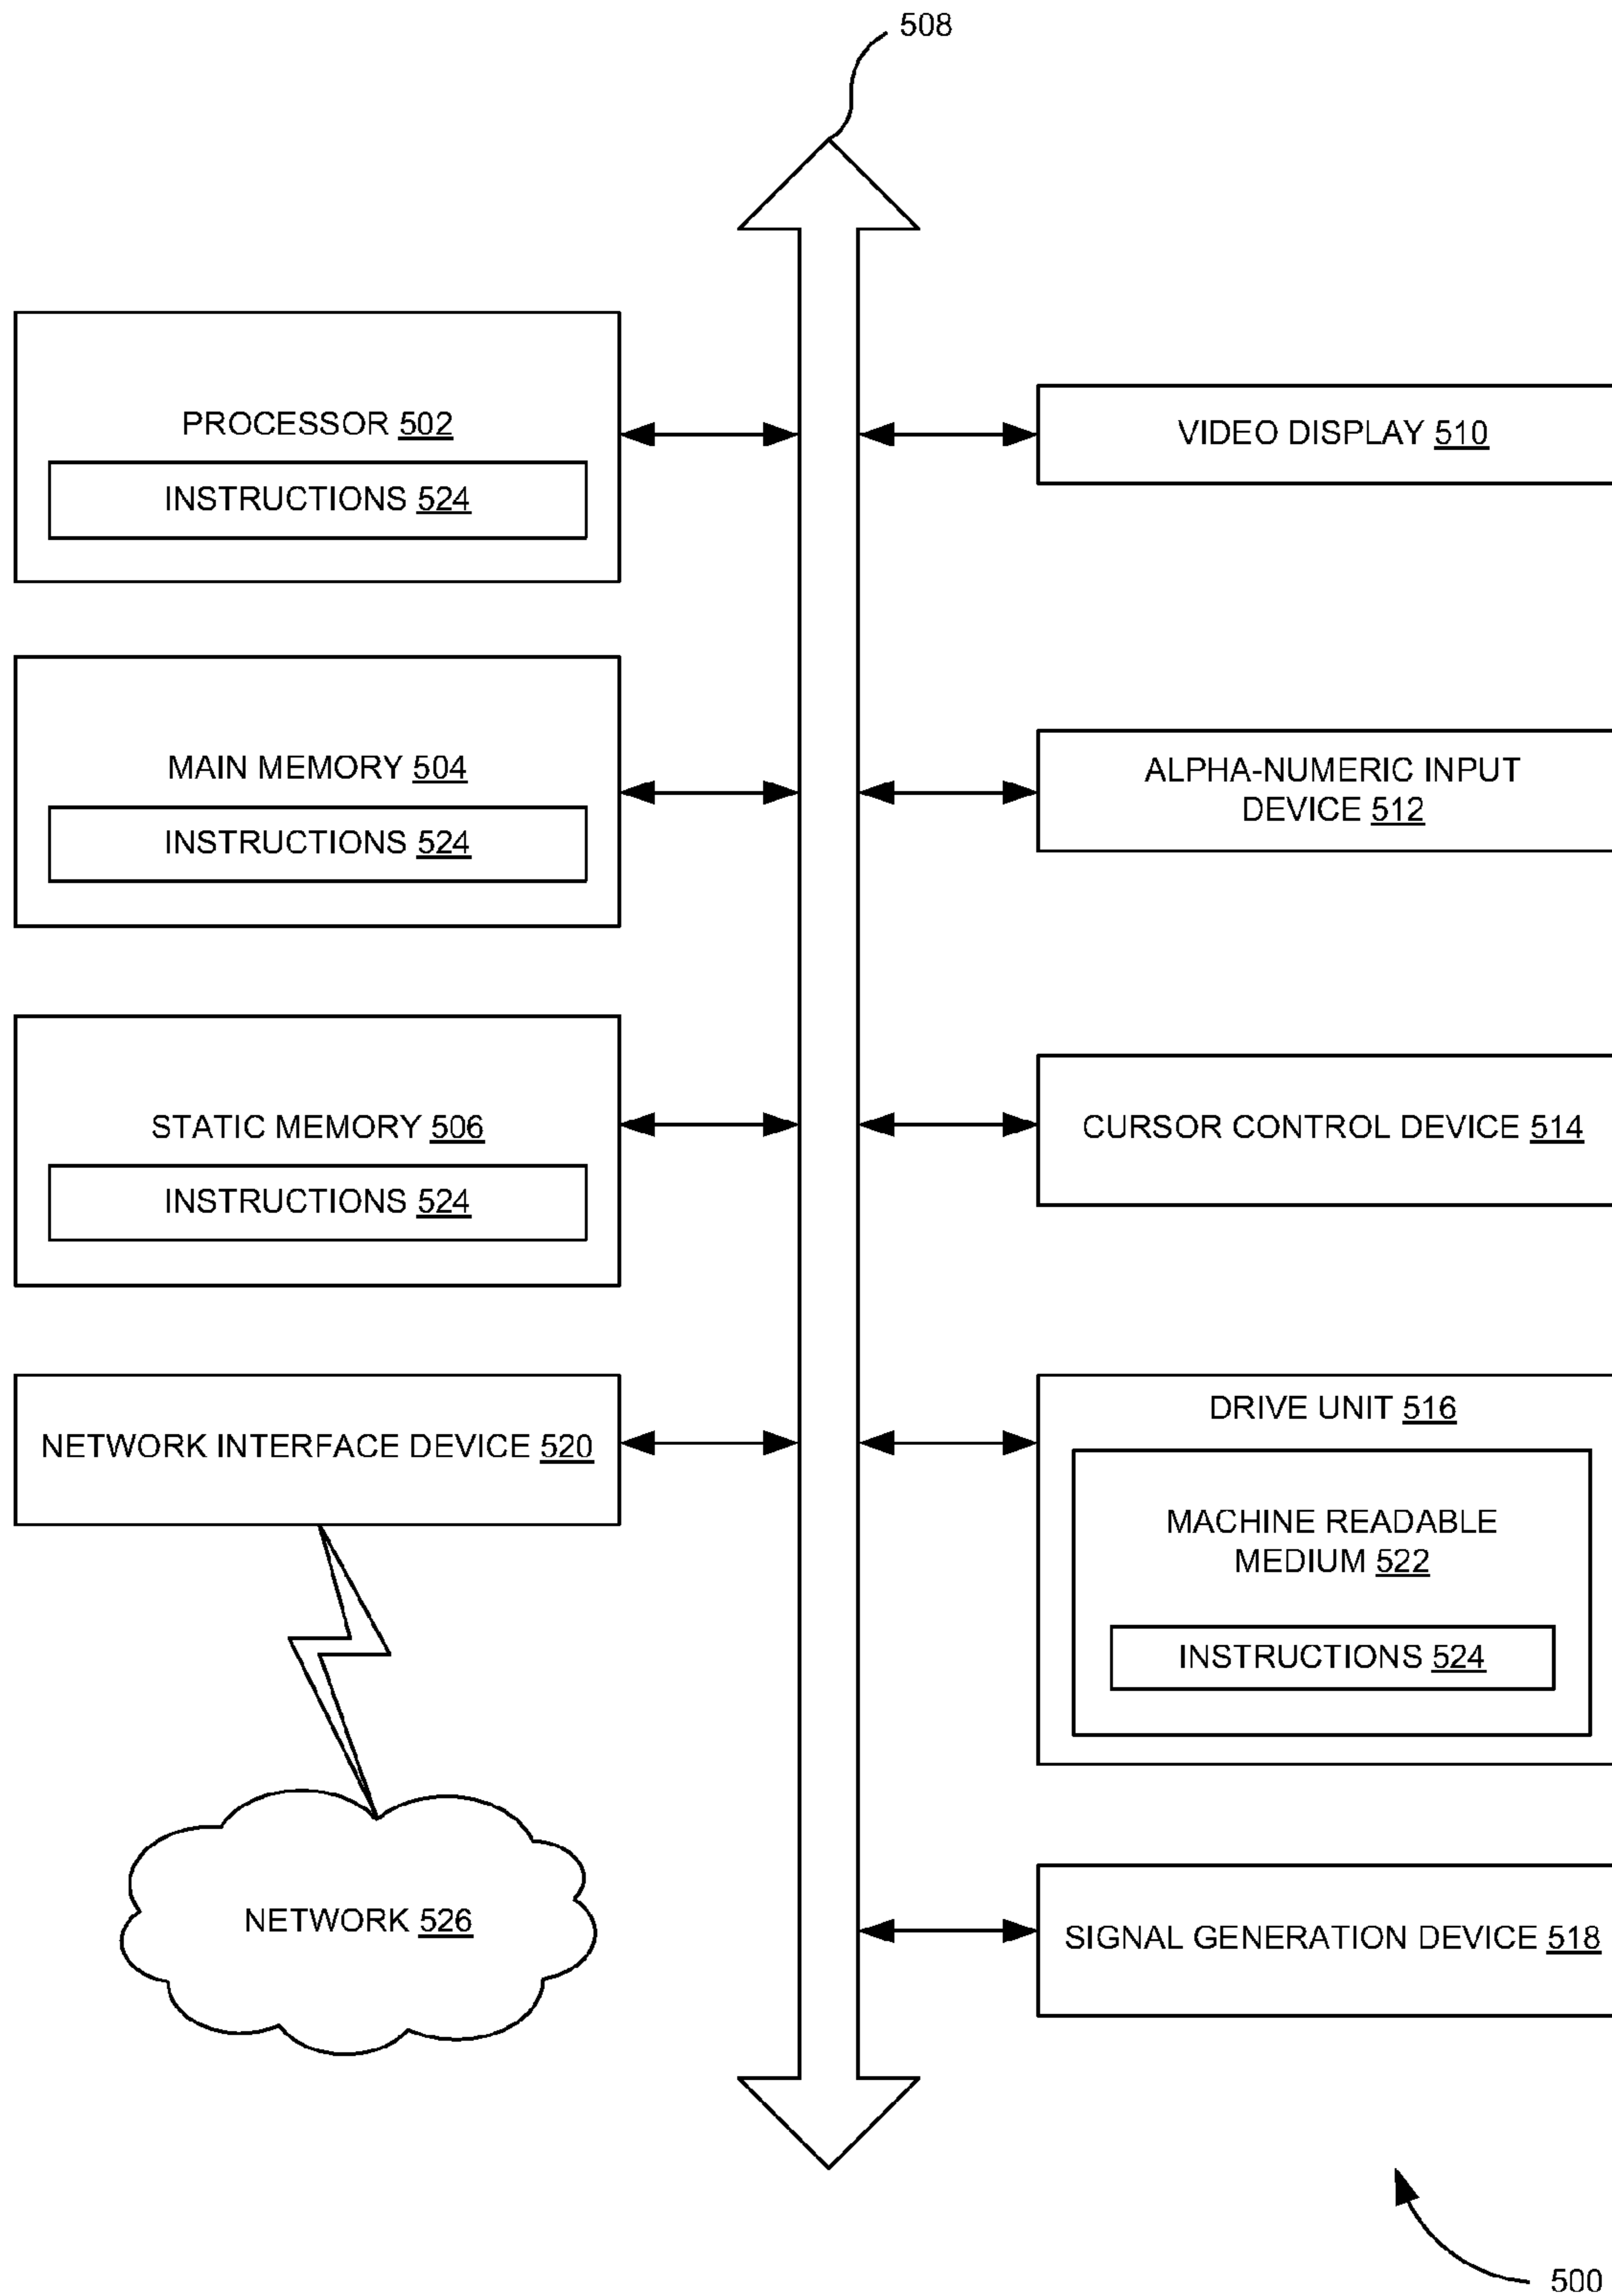 508
PROCESSOR 502
INSTRUCTIONS 524
MAIN MEMORY 504
INSTRUCTIONS 524
STATIC MEMORY 506
INSTRUCTIONS 524
NETWORK INTERFACE DEVICE 520
NETWORK 526
VIDEO DISPLAY 510
ALPHA-NUMERIC INPUT
DEVICE 512
CURSOR CONTROL DEVICE 514
DRIVE UNIT 516
MACHINE READABLE
MEDIUM 522
INSTRUCTIONS 524
SIGNAL GENERATION DEVICE 518
500